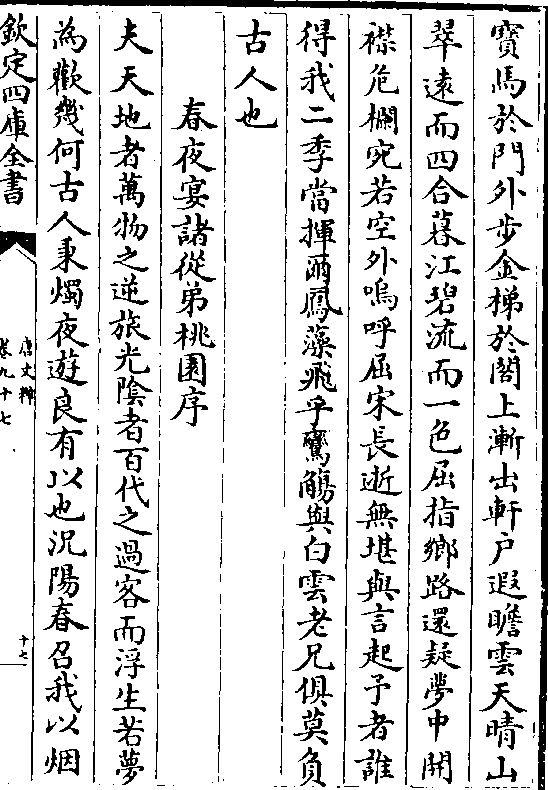 寶馬於門外步金梯於閣上漸出軒户遐瞻雲天晴山
翠遠而四合暮江碧流而一色屈指鄉路還疑夢中開
襟危欄宛若空外嗚呼屈宋長逝無堪與言起予者誰
得我二季當揮爾鳳藻飛乎鸞觴與白雲老兄俱莫負
古人也
春夜宴諸從弟桃園序
夫天地者萬物之逆旅光陰者百代之過客而浮生若夢
為歡幾何古人秉燭夜遊良有以也況陽春召我以烟
欽定四庫全書
唐文粹
卷九十七
十七